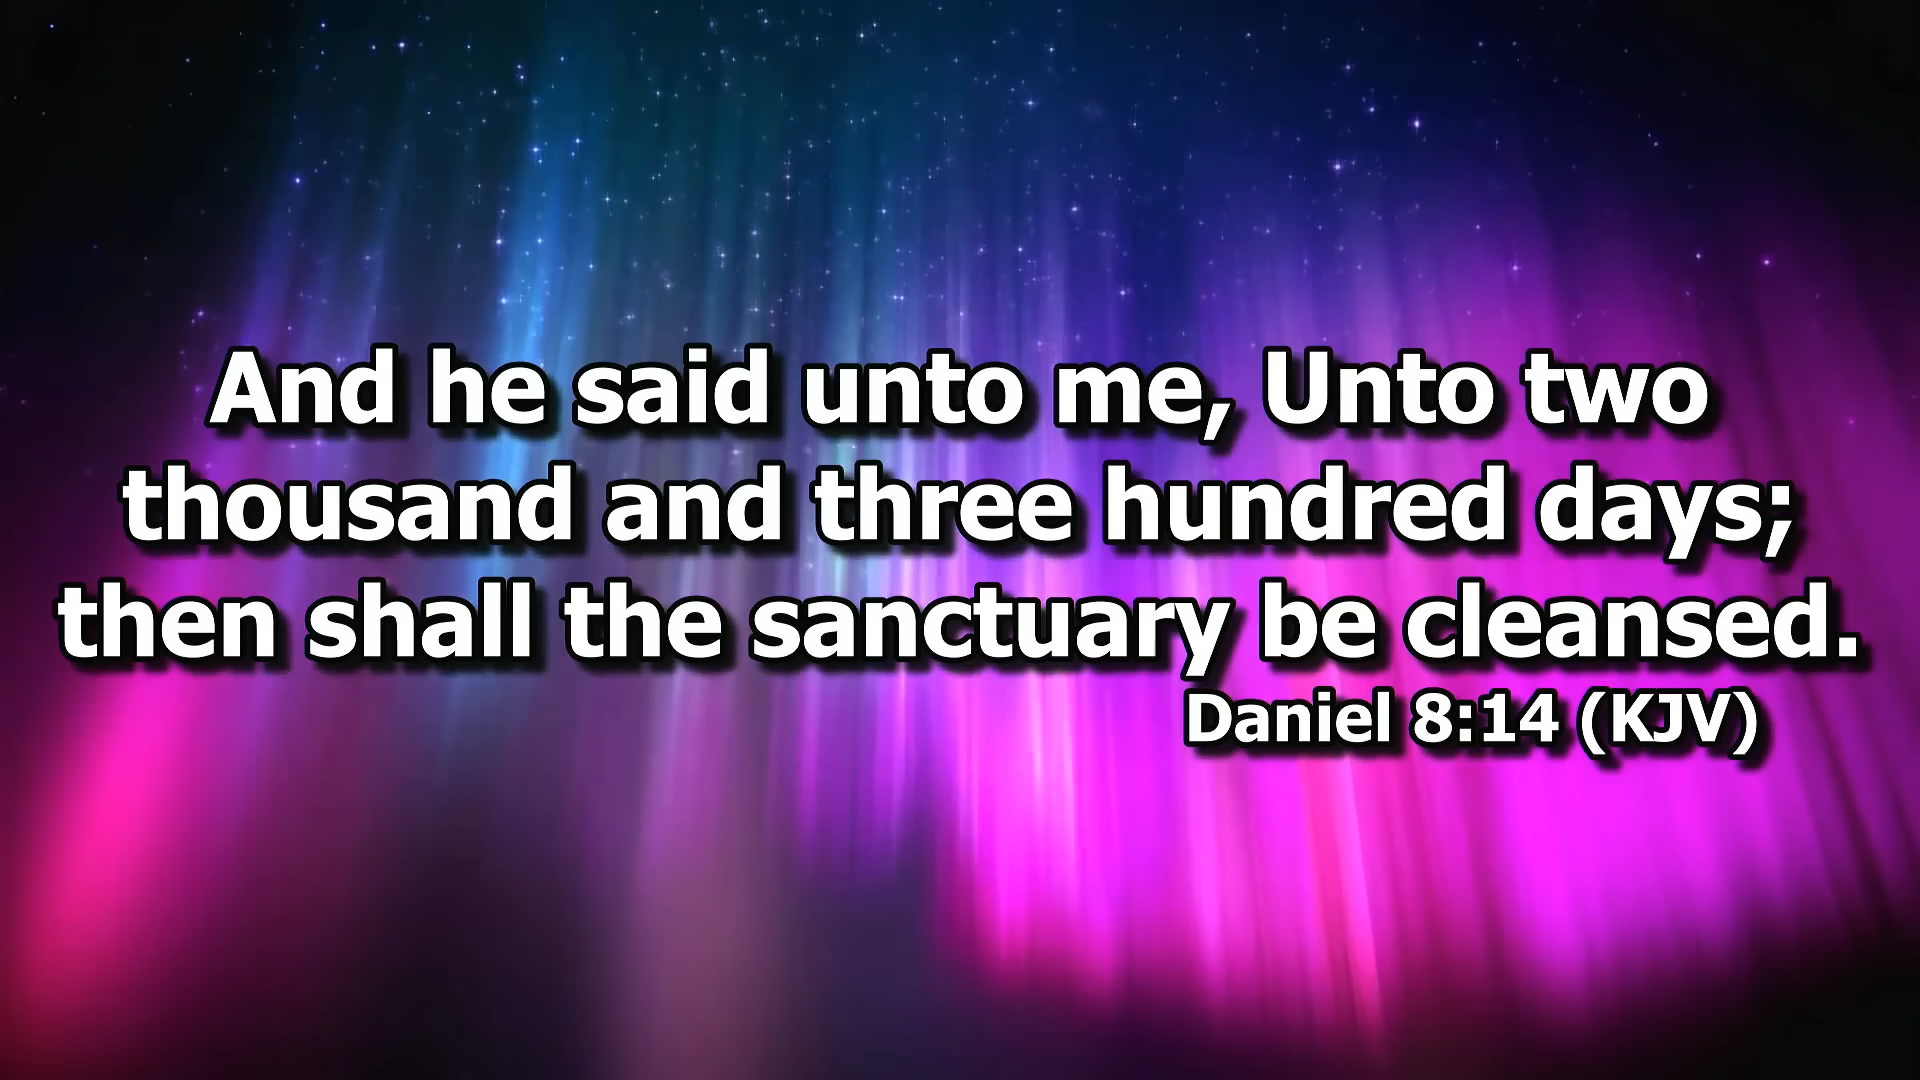 And he said unto me, Unto two
thousand and three hundred days;
then shall the sanctuary be cleansed.
Daniel 8:14 (KJV)